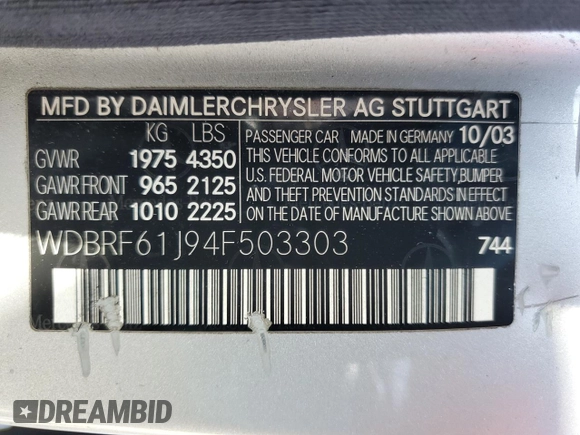 MFD BY DAIMLERCHRYSLER AG STUTTGART
KG LBS
GVWR 1975 4350
GAWR FRONT 965 2125
GAWR REAR 1010 2225
PASSENGER CAR MADE IN GERMANY 10/03
THIS VEHICLE CONFORMS TO ALL APPLICABLE
U.S. FEDERAL MOTOR VEHICLE SAFETY, BUMPER
AND THEFT PREVENTION STANDARDS IN EFFECT
ON THE DATE OF MANUFACTURE SHOWN ABOVE.
WDBRF61J94F503303 744
DREAMBID